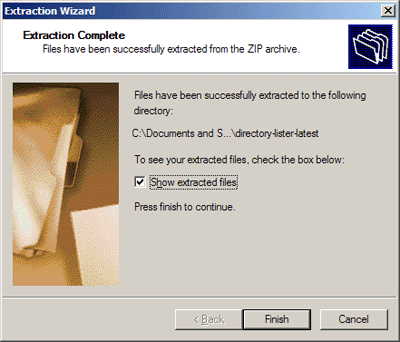 Extraction Wizard
Extraction Complete
Files have been successfully extracted from the ZIP archive.
Files have been successfully extracted to the following
directory:
C:\Documents and S...\directory-lister-latest
To see your extracted files, check the box below:
Show extracted files
Press finish to continue.
< Back
Finish
Cancel